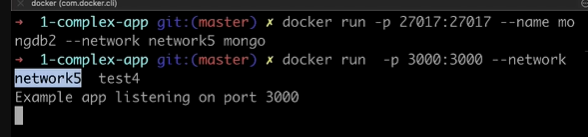 docker (com.docker.cli)
→ 1-complex-app git:(master) ✗ docker run -p 27017:27017 --name mo
ngdb2 --network network5 mongo
→ 1-complex-app git:(master) ✗ docker run  -p 3000:3000 --network
network5  test4
Example app listening on port 3000